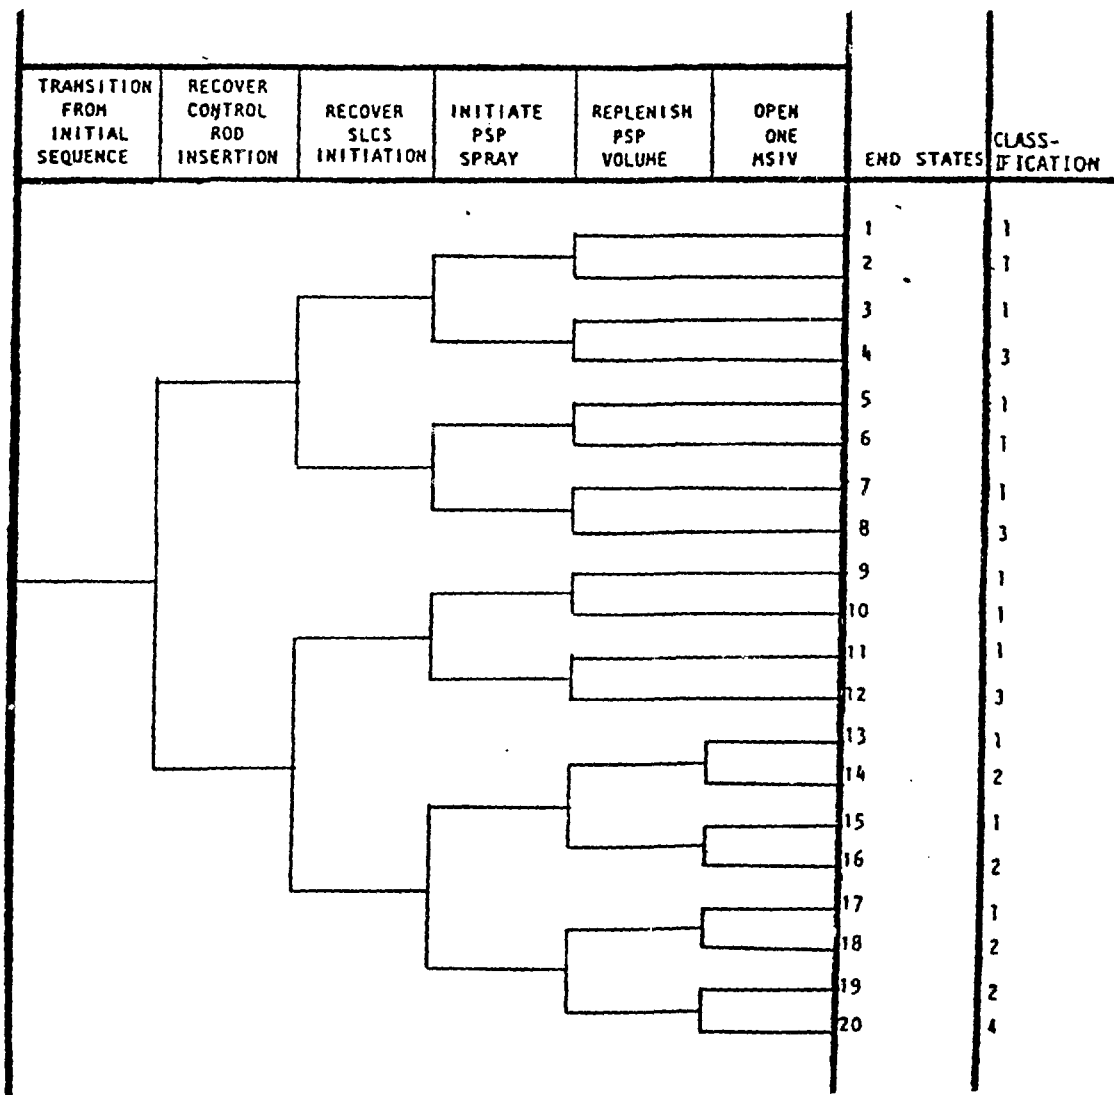 TRANSITION FROM INITIAL SEQUENCE
RECOVER CONTROL ROD INSERTION
RECOVER SLCS INITIATION
INITIATE PSP SPRAY
REPLENISH PSP VOLUME
OPEN ONE MSIV
END STATES
CLASS-
IFICATION
1 1
2 1
3 1
4 3
5 1
6 1
7 1
8 3
9 1
10 1
11 1
12 3
13 1
14 2
15 1
16 2
17 1
18 2
19 2
20 4